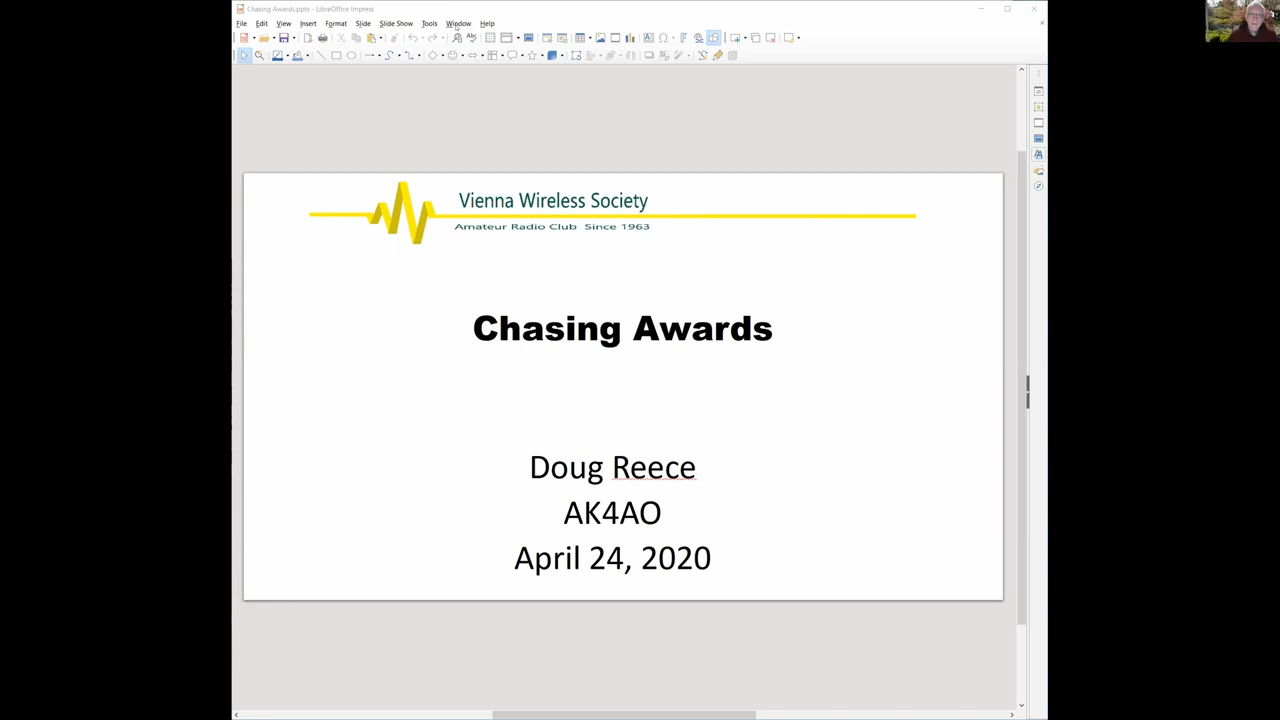 Chasing Awards.pptx - LibreOffice Impress
File Edit View Insert Format Slide Slide Show Tools Window Help
Vienna Wireless Society
Amateur Radio Club Since 1963
Chasing Awards
Doug Reece
AK4AO
April 24, 2020